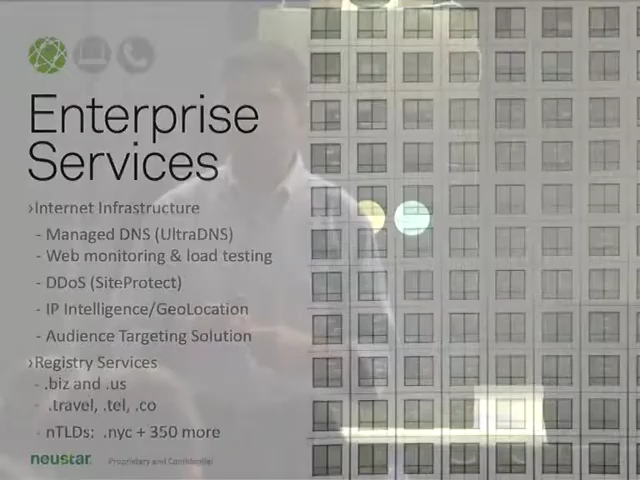 Enterprise
Services
›Internet Infrastructure
- Managed DNS (UltraDNS)
- Web monitoring & load testing
- DDoS (SiteProtect)
- IP Intelligence/GeoLocation
- Audience Targeting Solution
›Registry Services
- .biz and .us
- .travel, .tel, .co
- nTLDs: .nyc + 350 more
neustar Proprietary and Confidential